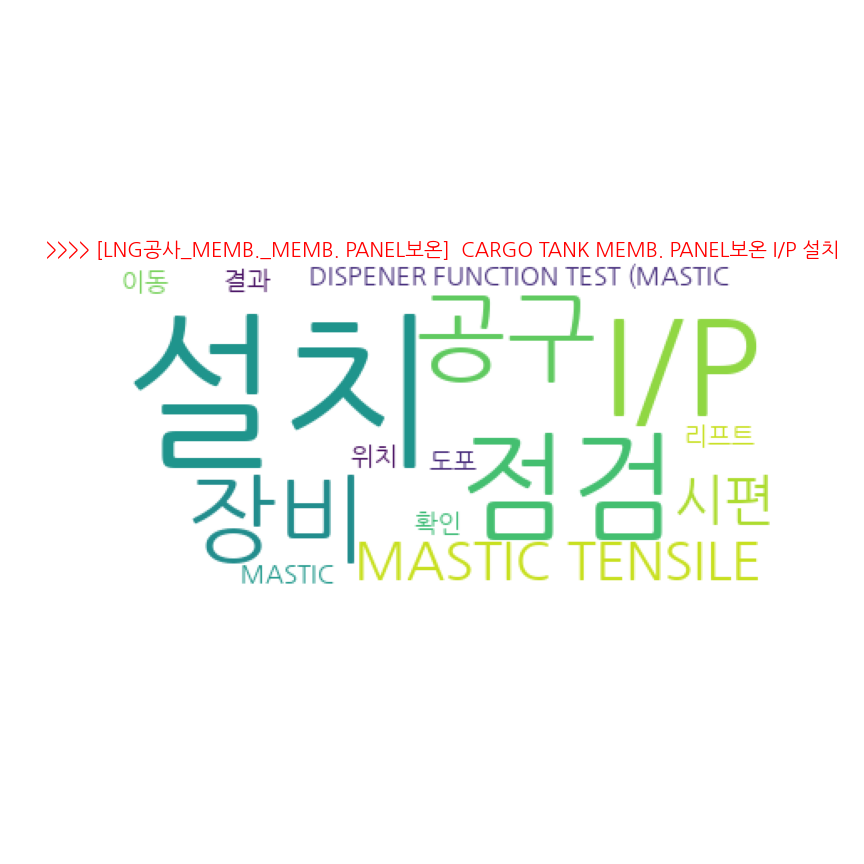 >>>> [LNG공사_MEMB._MEMB. PANEL보온]  CARGO TANK MEMB. PANEL보온 I/P 설치
이동
결과
DISPENER FUNCTION TEST (MASTIC
설치
공구
I/P
리프트
위치
도포
점검
장비
시편
확인
MASTIC
MASTIC TENSILE